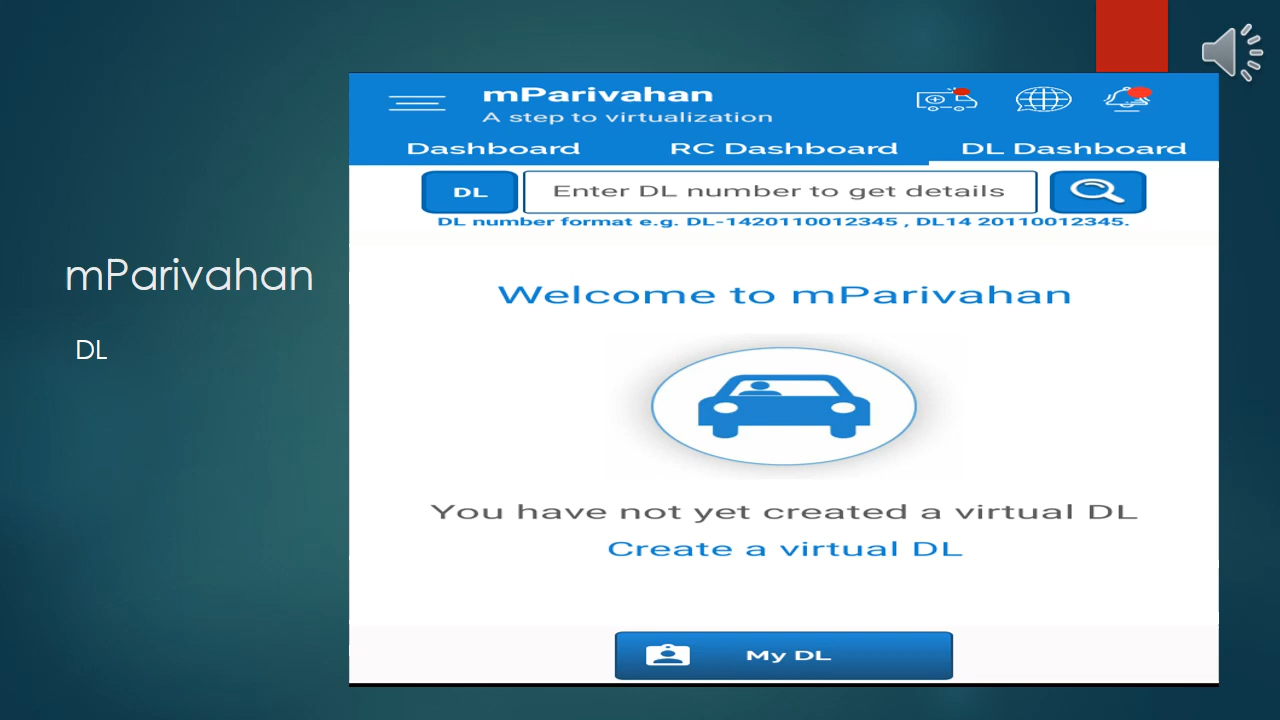 mParivahan
DL
mParivahan
A step to virtualization
Dashboard RC Dashboard DL Dashboard
DL Enter DL number to get details
DL number format e.g. DL-1420110012345 , DL14 20110012345.
Welcome to mParivahan
You have not yet created a virtual DL
Create a virtual DL
My DL